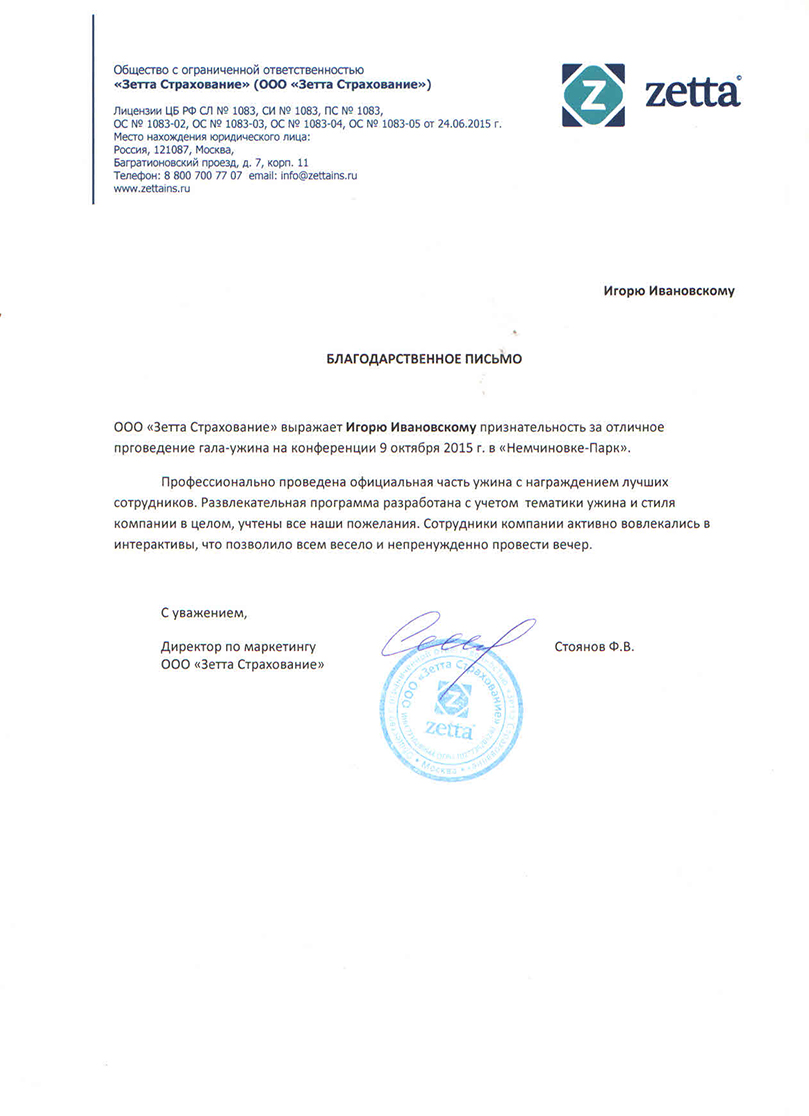 Общество с ограниченной ответственностью
«Зетта Страхование» (ООО «Зетта Страхование»)
Лицензии ЦБ РФ СЛ № 1083, СИ № 1083, ПС № 1083,
ОС № 1083-02, ОС № 1083-03, ОС № 1083-04, ОС № 1083-05 от 24.06.2015 г.
Место нахождения юридического лица:
Россия, 121087, Москва,
Багратионовский проезд, д. 7, корп. 11
Телефон: 8 800 700 77 07 email: info@zettains.ru
www.zettains.ru
Z zetta©
Игорю Ивановскому
БЛАГОДАРСТВЕННОЕ ПИСЬМО
ООО «Зетта Страхование» выражает Игорю Ивановскому признательность за отличное
прговедение гала-ужина на конференции 9 октября 2015 г. в «Немчиновке-Парк».
Профессионально проведена официальная часть ужина с награждением лучших
сотрудников. Развлекательная программа разработана с учетом тематики ужина и стиля
компании в целом, учтены все наши пожелания. Сотрудники компании активно вовлекались в
интерактивы, что позволило всем весело и непренужденно провести вечер.
С уважением,
Директор по маркетингу
ООО «Зетта Страхование»
Стоянов Ф.В.
ООО «Зетта Страхование»
zetta
Москва